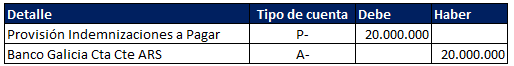 Detalle Tipo de cuenta Debe Haber
Provisión Indemnizaciones a Pagar P- 20.000.000
Banco Galicia Cta Cte ARS A- 20.000.000